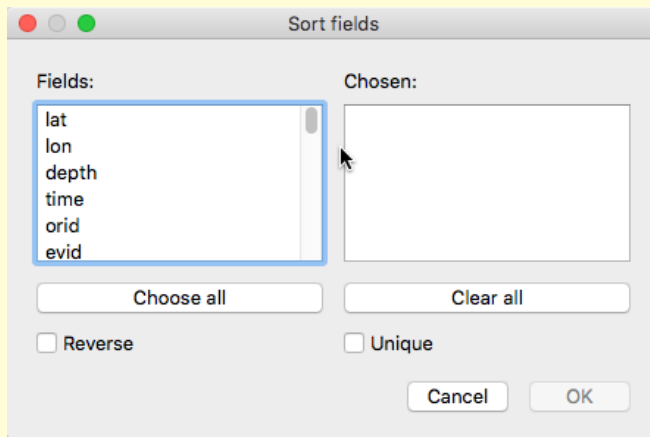 Sort fields
Fields:
Chosen:
lat
lon
depth
time
orid
evid
Choose all
Clear all
Reverse
Unique
Cancel
OK